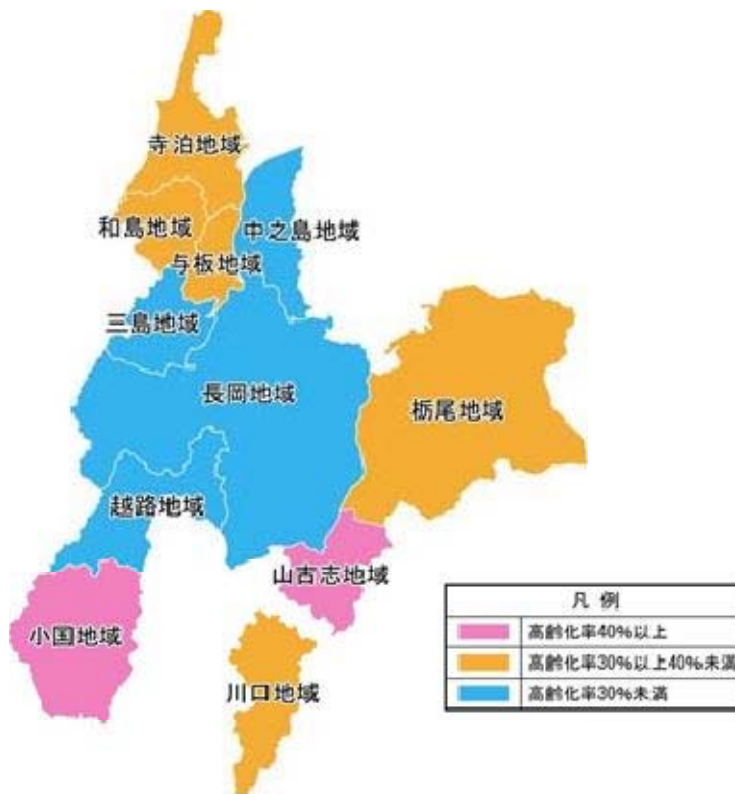 寺泊地域
和島地域
中之島地域
与板地域
三島地域
長岡地域
栃尾地域
越路地域
山古志地域
小国地域
川口地域
凡 例
高齢化率40%以上
高齢化率30%以上40%未満
高齢化率30%未満